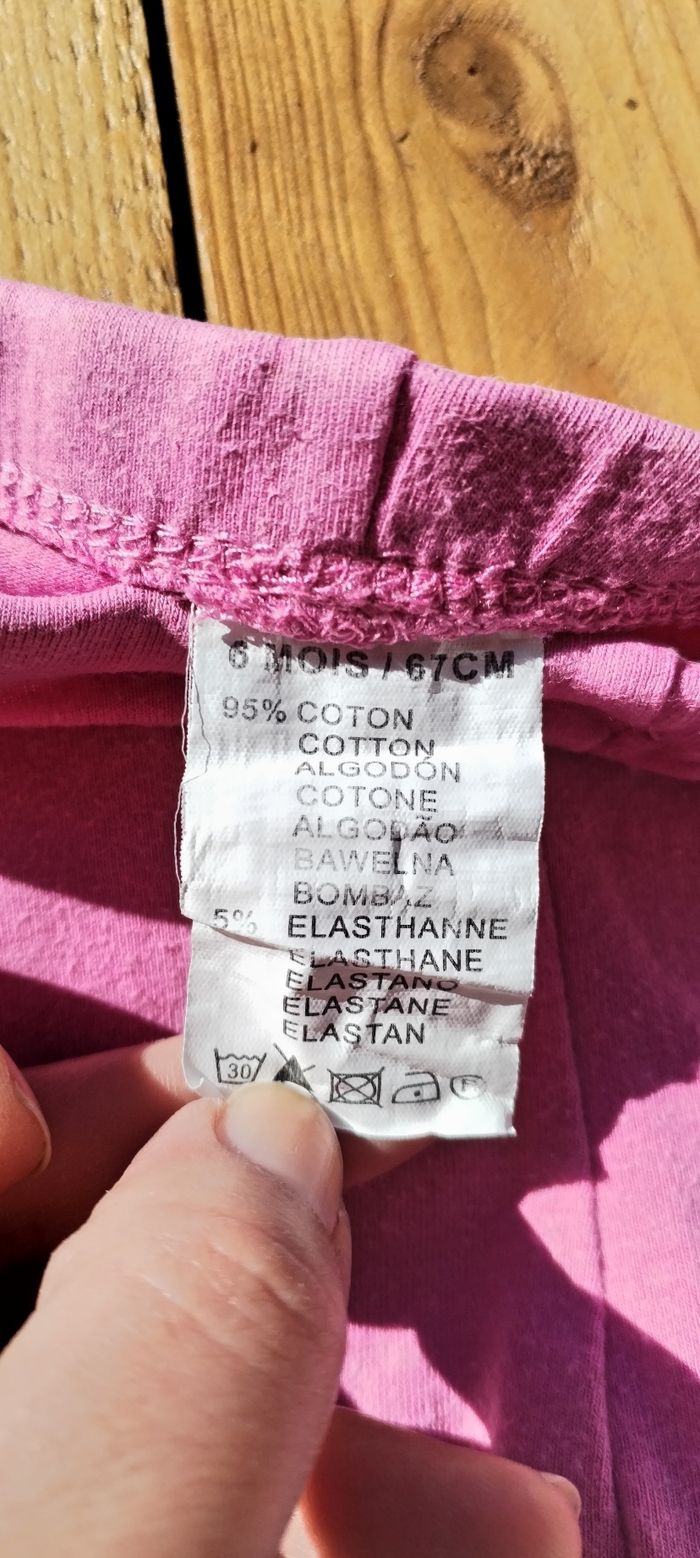 6 MOIS / 67CM
95% COTON
COTTON
ALGODÓN
COTONE
ALGODÃO
BAWELNA
BOMBAZ
5% ELASTHANNE
ELASTHANE
ELASTANO
ELASTANE
ELASTAN
30